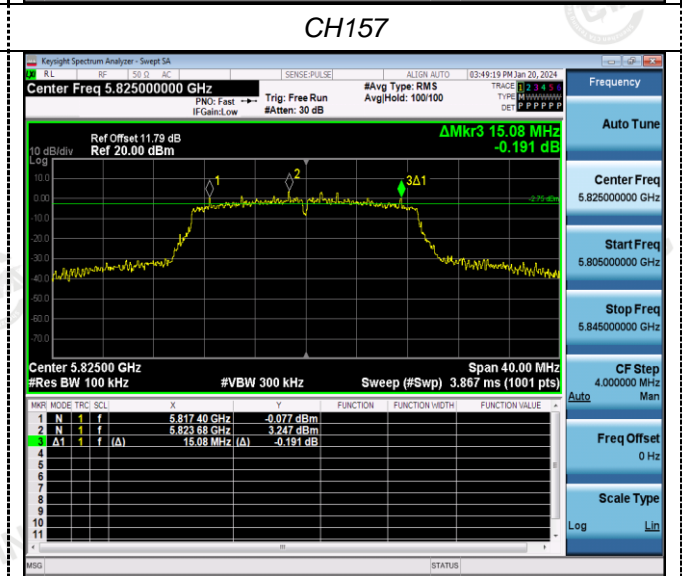 CH157
Keysight Spectrum Analyzer - Swept SA
RL RF 50 Ω AC SENSE:PULSE ALIGN AUTO 03:49:19 PM Jan 20, 2024
Center Freq 5.825000000 GHz
PNO: Fast
IFGain:Low
Trig: Free Run
#Atten: 30 dB
#Avg Type: RMS
Avg|Hold: 100/100
TRACE 1 2 3 4 5 6
TYPE M W W W W W
DET P P P P P P
Ref Offset 11.79 dB
Ref 20.00 dBm
10 dB/div
Log
ΔMkr3 15.08 MHz
-0.191 dB
10.0
0.00
-10.0
-20.0
-30.0
-40.0
-50.0
-60.0
-70.0
1
2
3Δ1
-2.75 dBm
Center 5.82500 GHz Span 40.00 MHz
#Res BW 100 kHz #VBW 300 kHz Sweep (#Swp) 3.867 ms (1001 pts)
MKR MODE TRC SCL X Y FUNCTION FUNCTION WIDTH FUNCTION VALUE
1 N 1 f 5.817 40 GHz -0.077 dBm
2 N 1 f 5.823 68 GHz 3.247 dBm
3 Δ1 1 f (Δ) 15.08 MHz (Δ) -0.191 dB
4
5
6
7
8
9
10
11
MSG STATUS
Frequency
Auto Tune
Center Freq
5.825000000 GHz
Start Freq
5.805000000 GHz
Stop Freq
5.845000000 GHz
CF Step
4.000000 MHz
Auto Man
Freq Offset
0 Hz
Scale Type
Log Lin